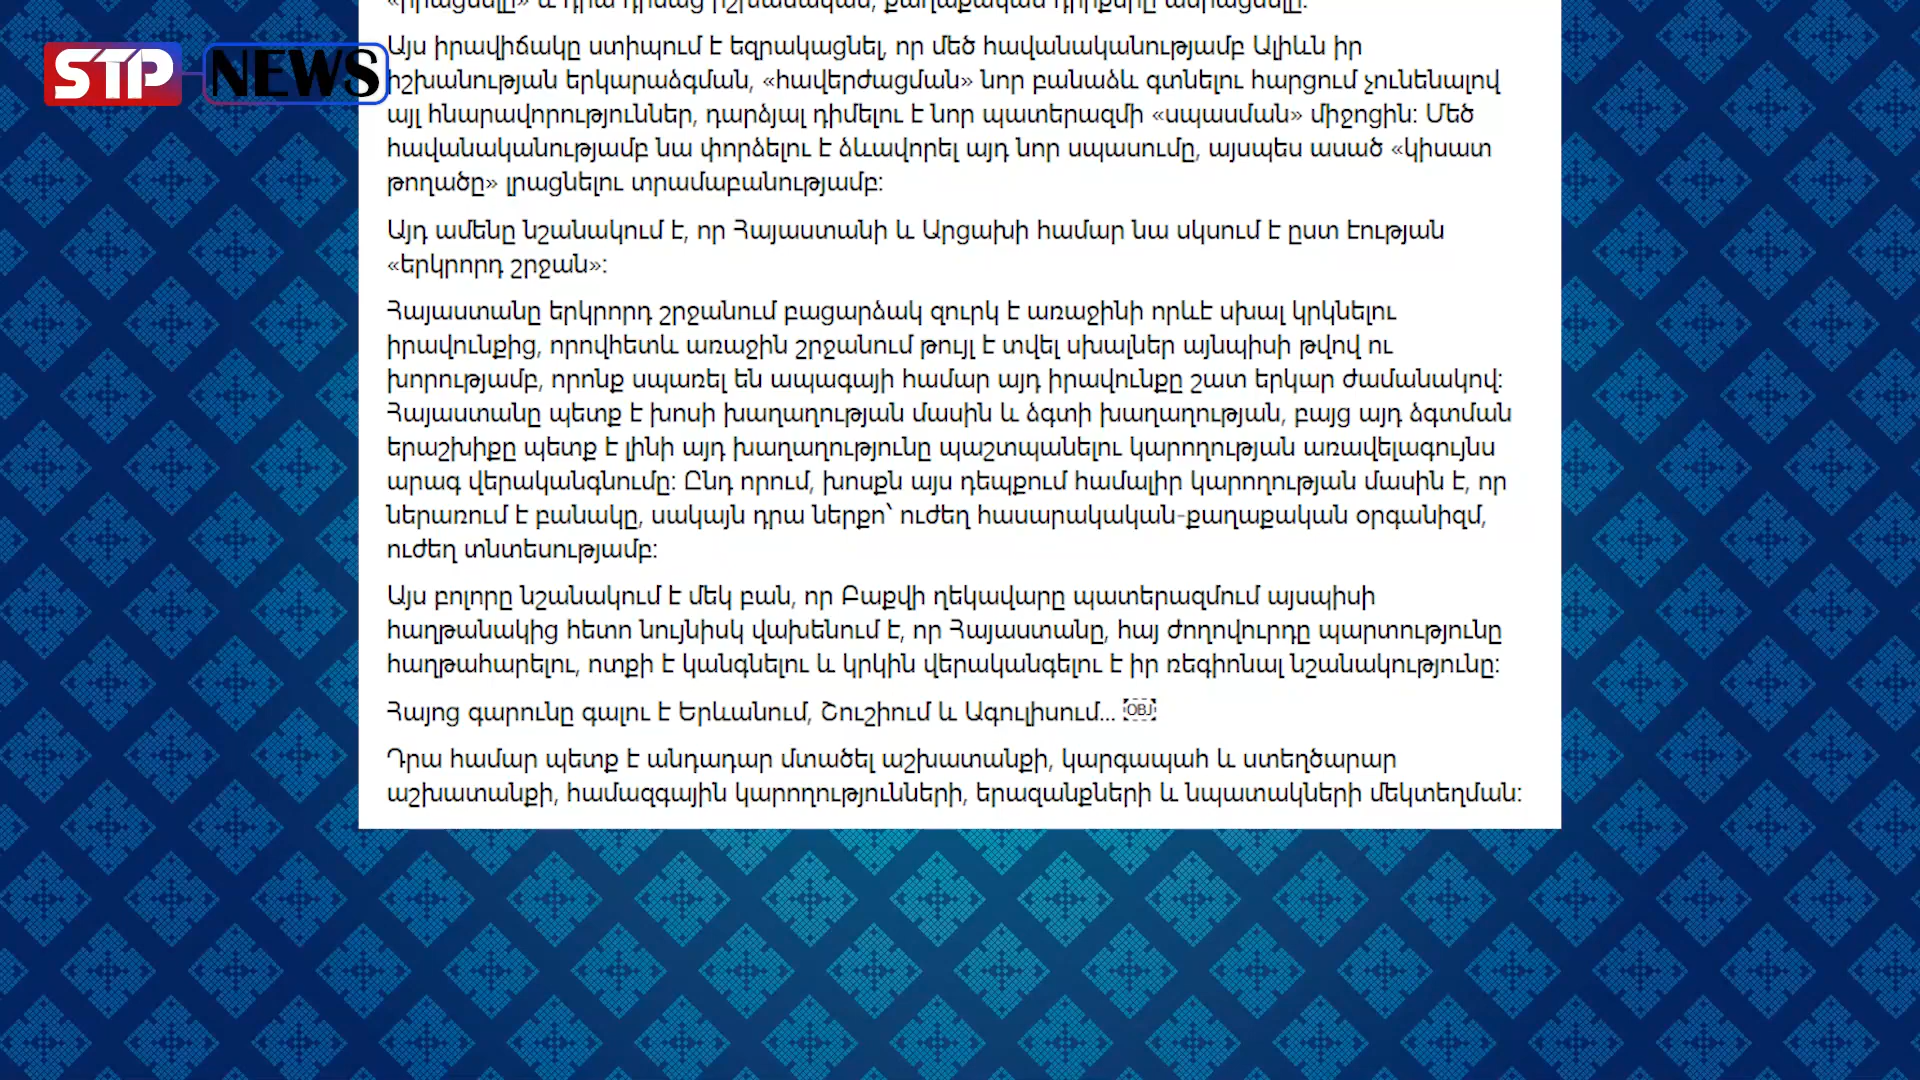 STP NEWS
Այս իրավիճակը ստիպում է եզրակացնել, որ մեծ հավանականությամբ Ալիևն իր
իշխանության երկարաձգման, «հավերժացման» նոր բանաձև գտնելու հարցում չունենալով
այլ հնարավորություններ, դարձյալ դիմելու է նոր պատերազմի «սպասման» միջոցին: Մեծ
հավանականությամբ նա փորձելու է ձևավորել այդ նոր սպասումը, այսպես ասած «կիսատ
թողածը» լրացնելու տրամաբանությամբ:
Այդ ամենը նշանակում է, որ Հայաստանի և Արցախի համար նա սկսում է ըստ էության
«երկրորդ շրջան»:
Հայաստանը երկրորդ շրջանում բացարձակ զուրկ է առաջինի որևէ սխալ կրկնելու
իրավունքից, որովհետև առաջին շրջանում թույլ է տվել սխալներ այնպիսի թվով ու
խորությամբ, որոնք սպառել են ապագայի համար այդ իրավունքը շատ երկար ժամանակով:
Հայաստանը պետք է խոսի խաղաղության մասին և ձգտի խաղաղության, բայց այդ ձգտման
երաշխիքը պետք է լինի այդ խաղաղությունը պաշտպանելու կարողության առավելագույնս
արագ վերականգնումը: Ընդ որում, խոսքն այս դեպքում համալիր կարողության մասին է, որ
ներառում է բանակը, սակայն դրա ներքո՝ ուժեղ հասարակական-քաղաքական օրգանիզմ,
ուժեղ տնտեսությամբ:
Այս բոլորը նշանակում է մեկ բան, որ Բաքվի ղեկավարը պատերազմում այսպիսի
հաղթանակից հետո նույնիսկ վախենում է, որ Հայաստանը, հայ ժողովուրդը պարտությունը
հաղթահարելու, ոտքի է կանգնելու և կրկին վերականգելու է իր ռեգիոնալ նշանակությունը:
Հայոց գարունը գալու է Երևանում, Շուշիում և Ագուլիսում... OBJ
Դրա համար պետք է անդադար մտածել աշխատանքի, կարգապահ և ստեղծարար
աշխատանքի, համազգային կարողությունների, երազանքների և նպատակների մեկտեղման: